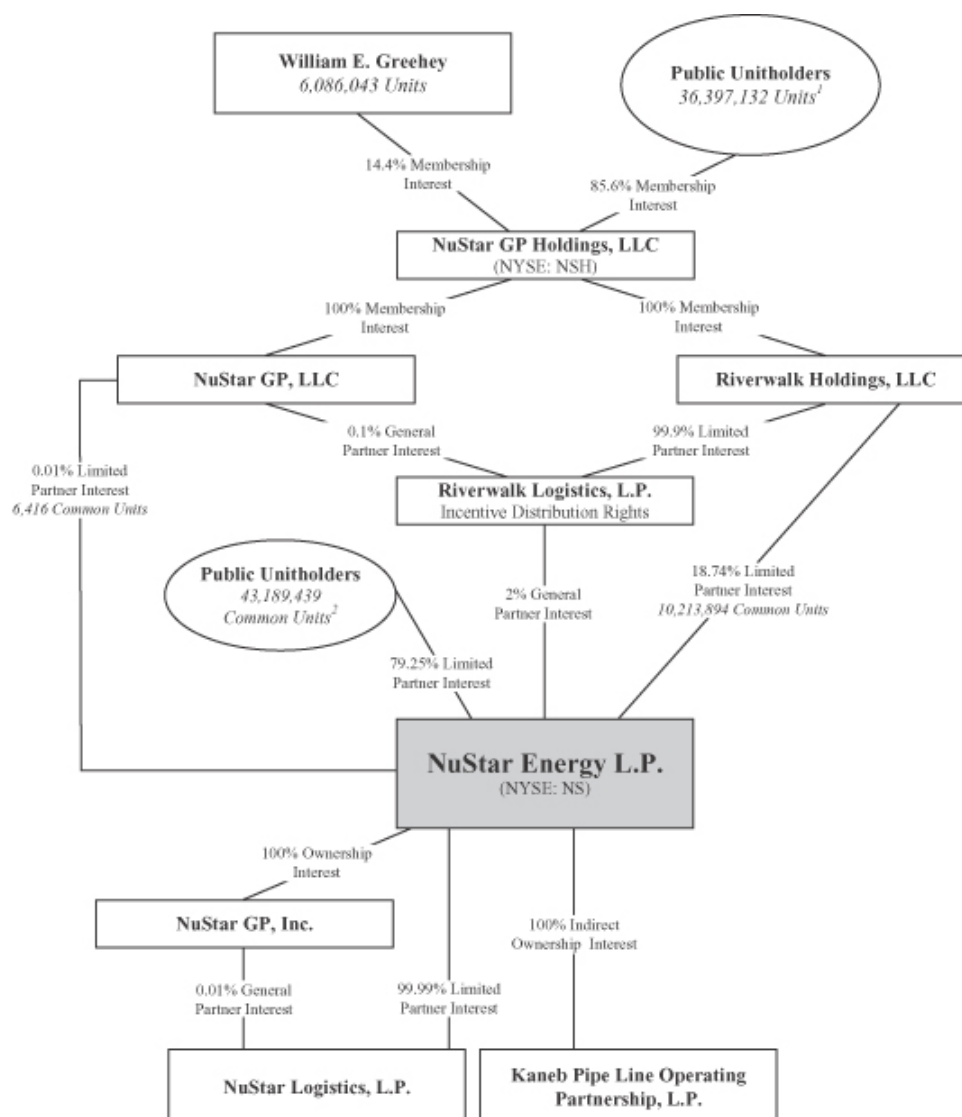 William E. Greehey
6,086,043 Units
Public Unitholders
36,397,132 Units1
14.4% Membership
Interest
85.6% Membership
Interest
NuStar GP Holdings, LLC
(NYSE: NSH)
100% Membership
Interest
100% Membership
Interest
NuStar GP, LLC
Riverwalk Holdings, LLC
0.1% General
Partner Interest
99.9% Limited
Partner Interest
0.01% Limited
Partner Interest
6,416 Common Units
Riverwalk Logistics, L.P.
Incentive Distribution Rights
Public Unitholders
43,189,439
Common Units2
2% General
Partner Interest
18.74% Limited
Partner Interest
10,213,894 Common Units
79.25% Limited
Partner Interest
NuStar Energy L.P.
(NYSE: NS)
100% Ownership
Interest
NuStar GP, Inc.
100% Indirect
Ownership Interest
0.01% General
Partner Interest
99.99% Limited
Partner Interest
NuStar Logistics, L.P.
Kaneb Pipe Line Operating
Partnership, L.P.